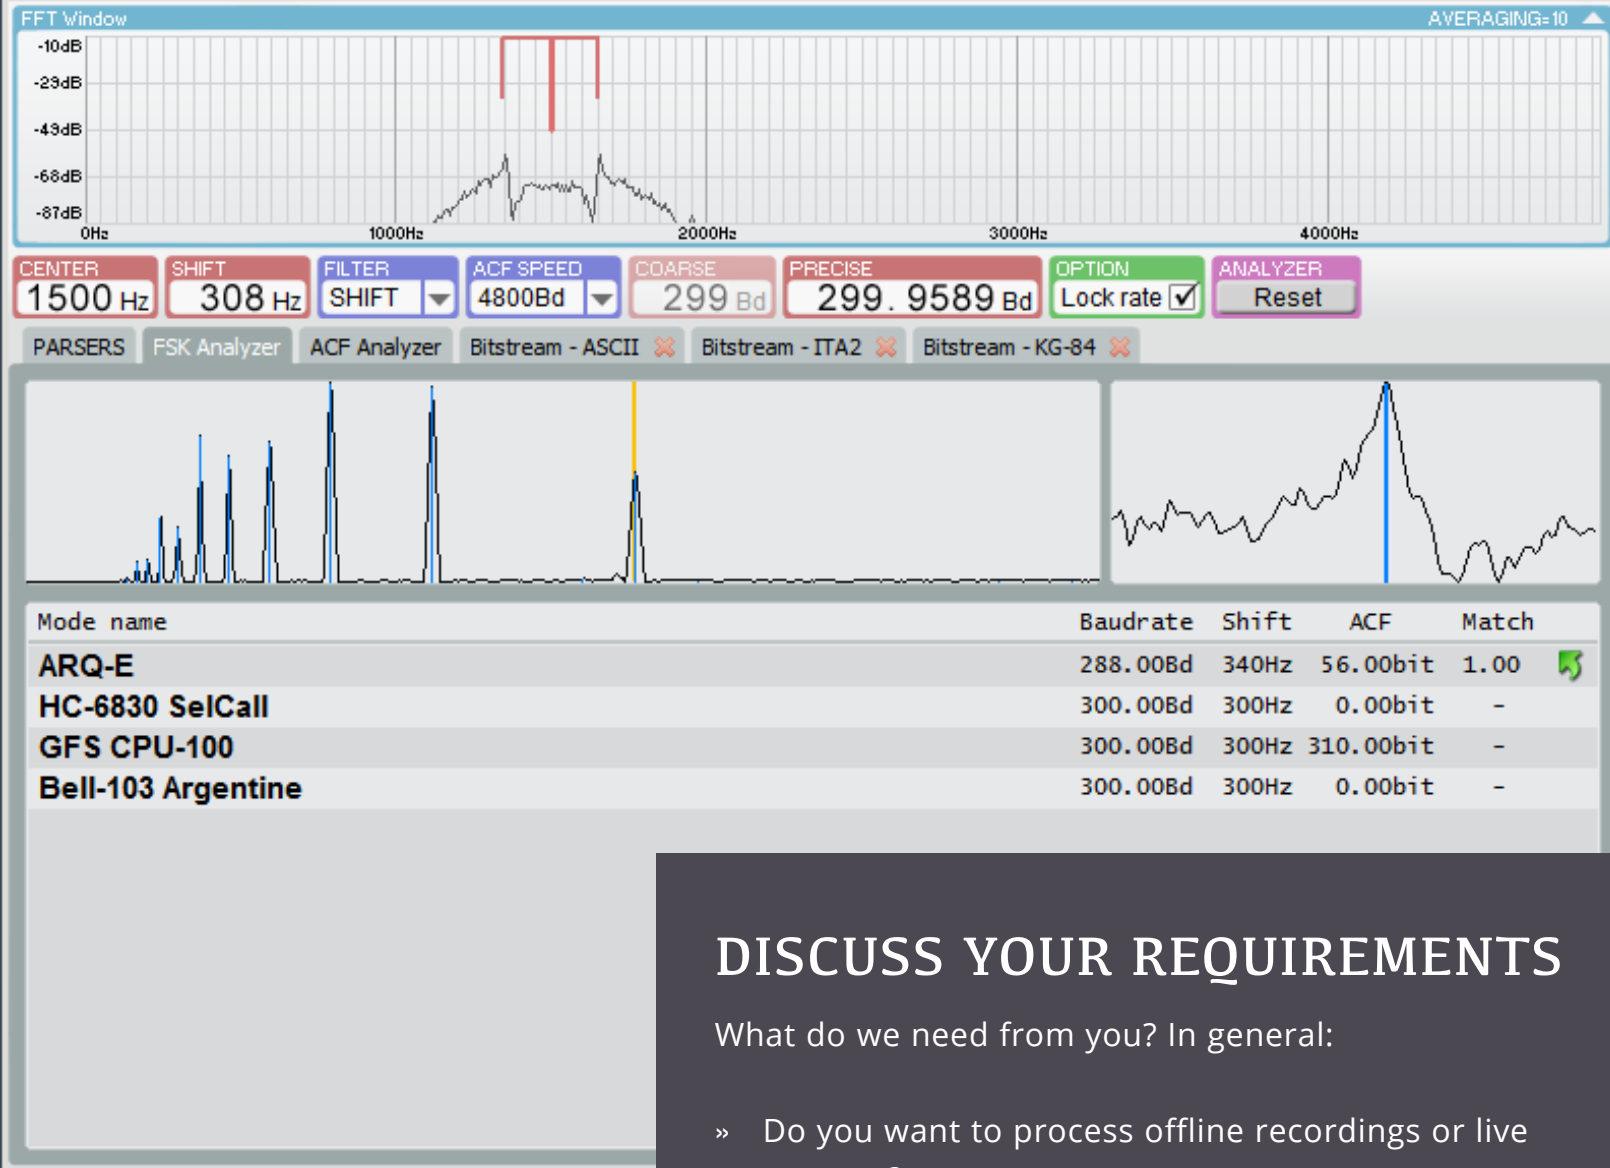 FFT Window AVERAGING=10
-10dB
-29dB
-49dB
-68dB
-87dB
0Hz 1000Hz 2000Hz 3000Hz 4000Hz
CENTER SHIFT FILTER ACF SPEED COARSE PRECISE OPTION ANALYZER
1500 Hz 308 Hz SHIFT 4800Bd 299 Bd 299.9589 Bd Lock rate Reset
PARSERS FSK Analyzer ACF Analyzer Bitstream - ASCII Bitstream - ITA2 Bitstream - KG-84
Mode name Baudrate Shift ACF Match
ARQ-E 288.00Bd 340Hz 56.00bit 1.00
HC-6830 SelCall 300.00Bd 300Hz 0.00bit -
GFS CPU-100 300.00Bd 300Hz 310.00bit -
Bell-103 Argentine 300.00Bd 300Hz 0.00bit -
DISCUSS YOUR REQUIREMENTS
What do we need from you? In general:
» Do you want to process offline recordings or live